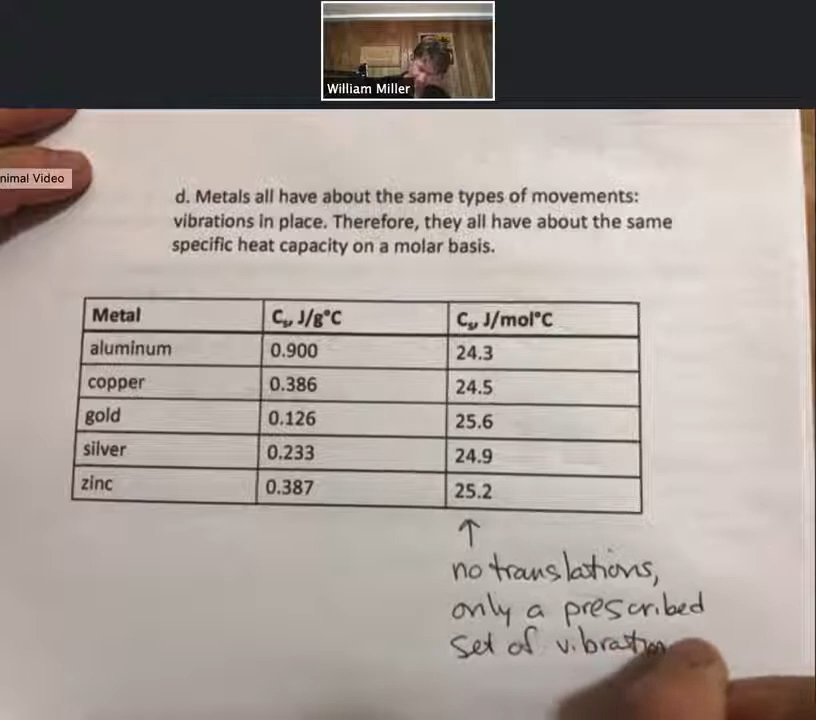 William Miller
nimal Video
d. Metals all have about the same types of movements:
vibrations in place. Therefore, they all have about the same
specific heat capacity on a molar basis.
Metal Cs, J/g°C Cs, J/mol°C
aluminum 0.900 24.3
copper 0.386 24.5
gold 0.126 25.6
silver 0.233 24.9
zinc 0.387 25.2
↑
no translations,
only a prescribed
set of vibration